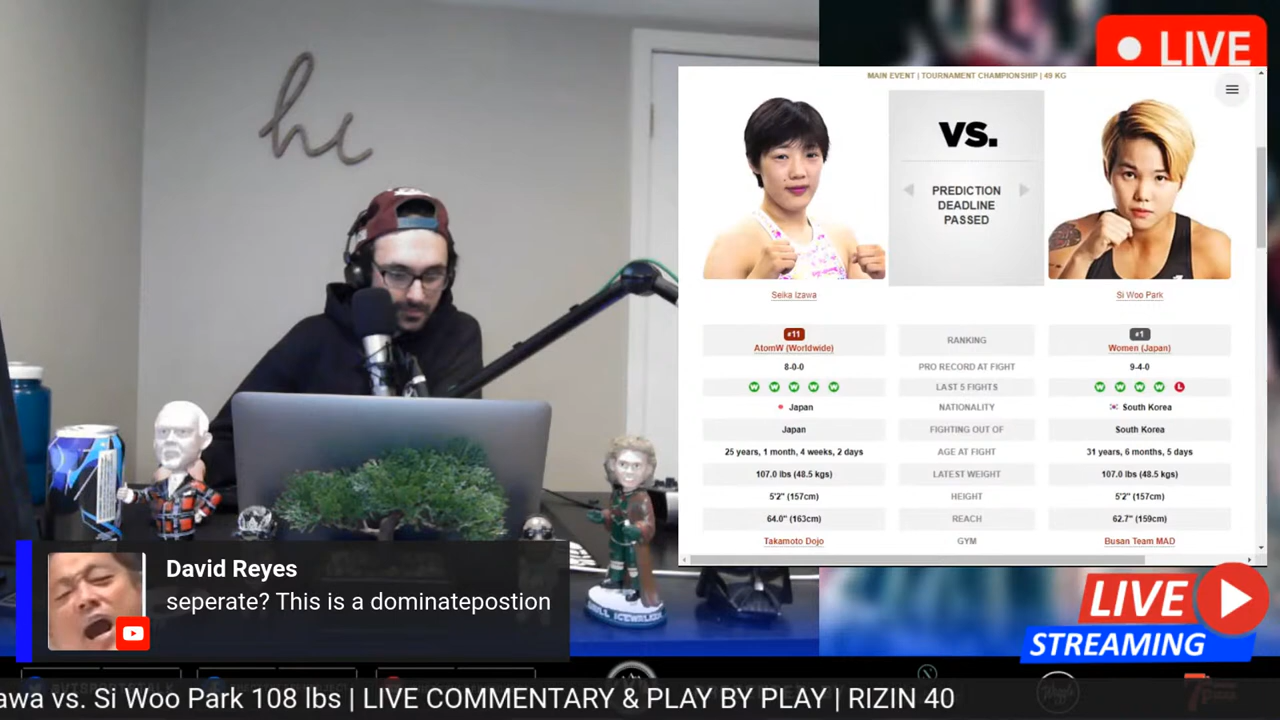 hi
LIVE
MAIN EVENT | TOURNAMENT CHAMPIONSHIP | 49 KG
VS.
PREDICTION
DEADLINE
PASSED
Seika Izawa
Si Woo Park
#11
AtomW (Worldwide)
RANKING
#1
Women (Japan)
8-0-0
PRO RECORD AT FIGHT
9-4-0
W W W W W
LAST 5 FIGHTS
W W W W L
Japan
NATIONALITY
South Korea
Japan
FIGHTING OUT OF
South Korea
25 years, 1 month, 4 weeks, 2 days
AGE AT FIGHT
31 years, 6 months, 5 days
107.0 lbs (48.5 kgs)
LATEST WEIGHT
107.0 lbs (48.5 kgs)
5'2" (157cm)
HEIGHT
5'2" (157cm)
64.0" (163cm)
REACH
62.7" (159cm)
Takamoto Dojo
GYM
Busan Team MAD
David Reyes
seperate? This is a dominatepostion
LIVE
STREAMING
awa vs. Si Woo Park 108 lbs | LIVE COMMENTARY & PLAY BY PLAY | RIZIN 40